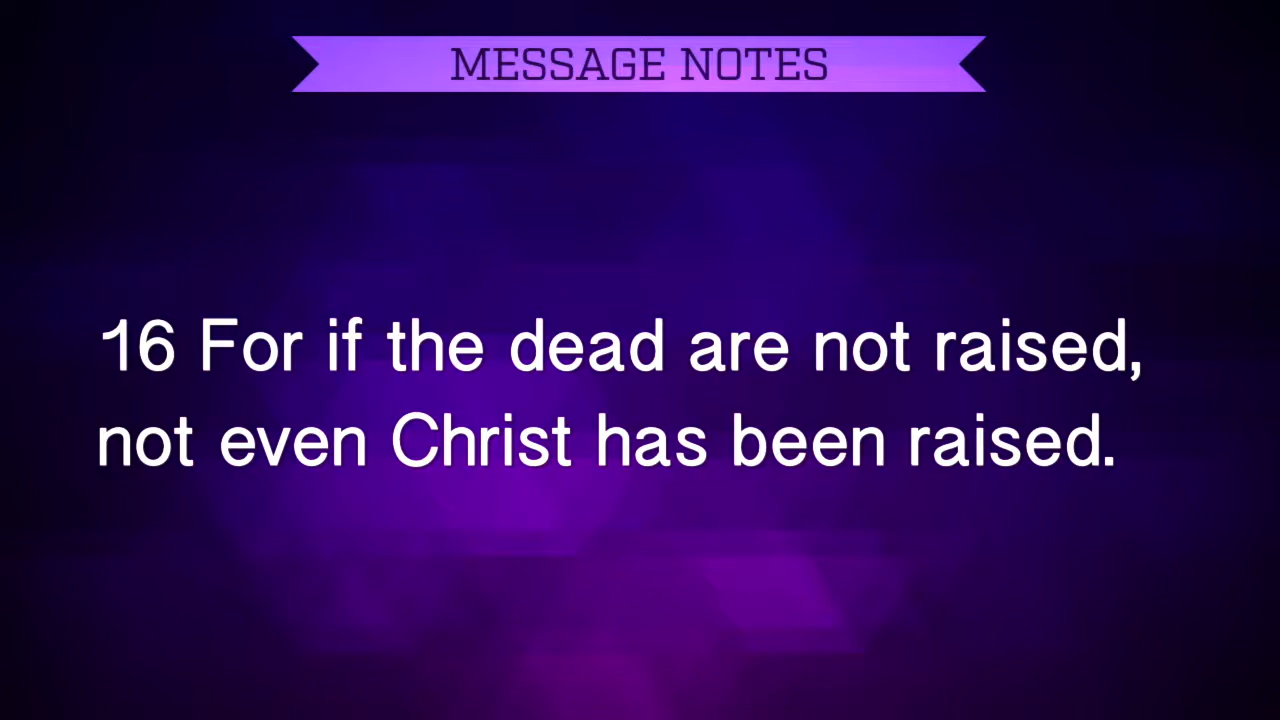 MESSAGE NOTES
16 For if the dead are not raised,
not even Christ has been raised.